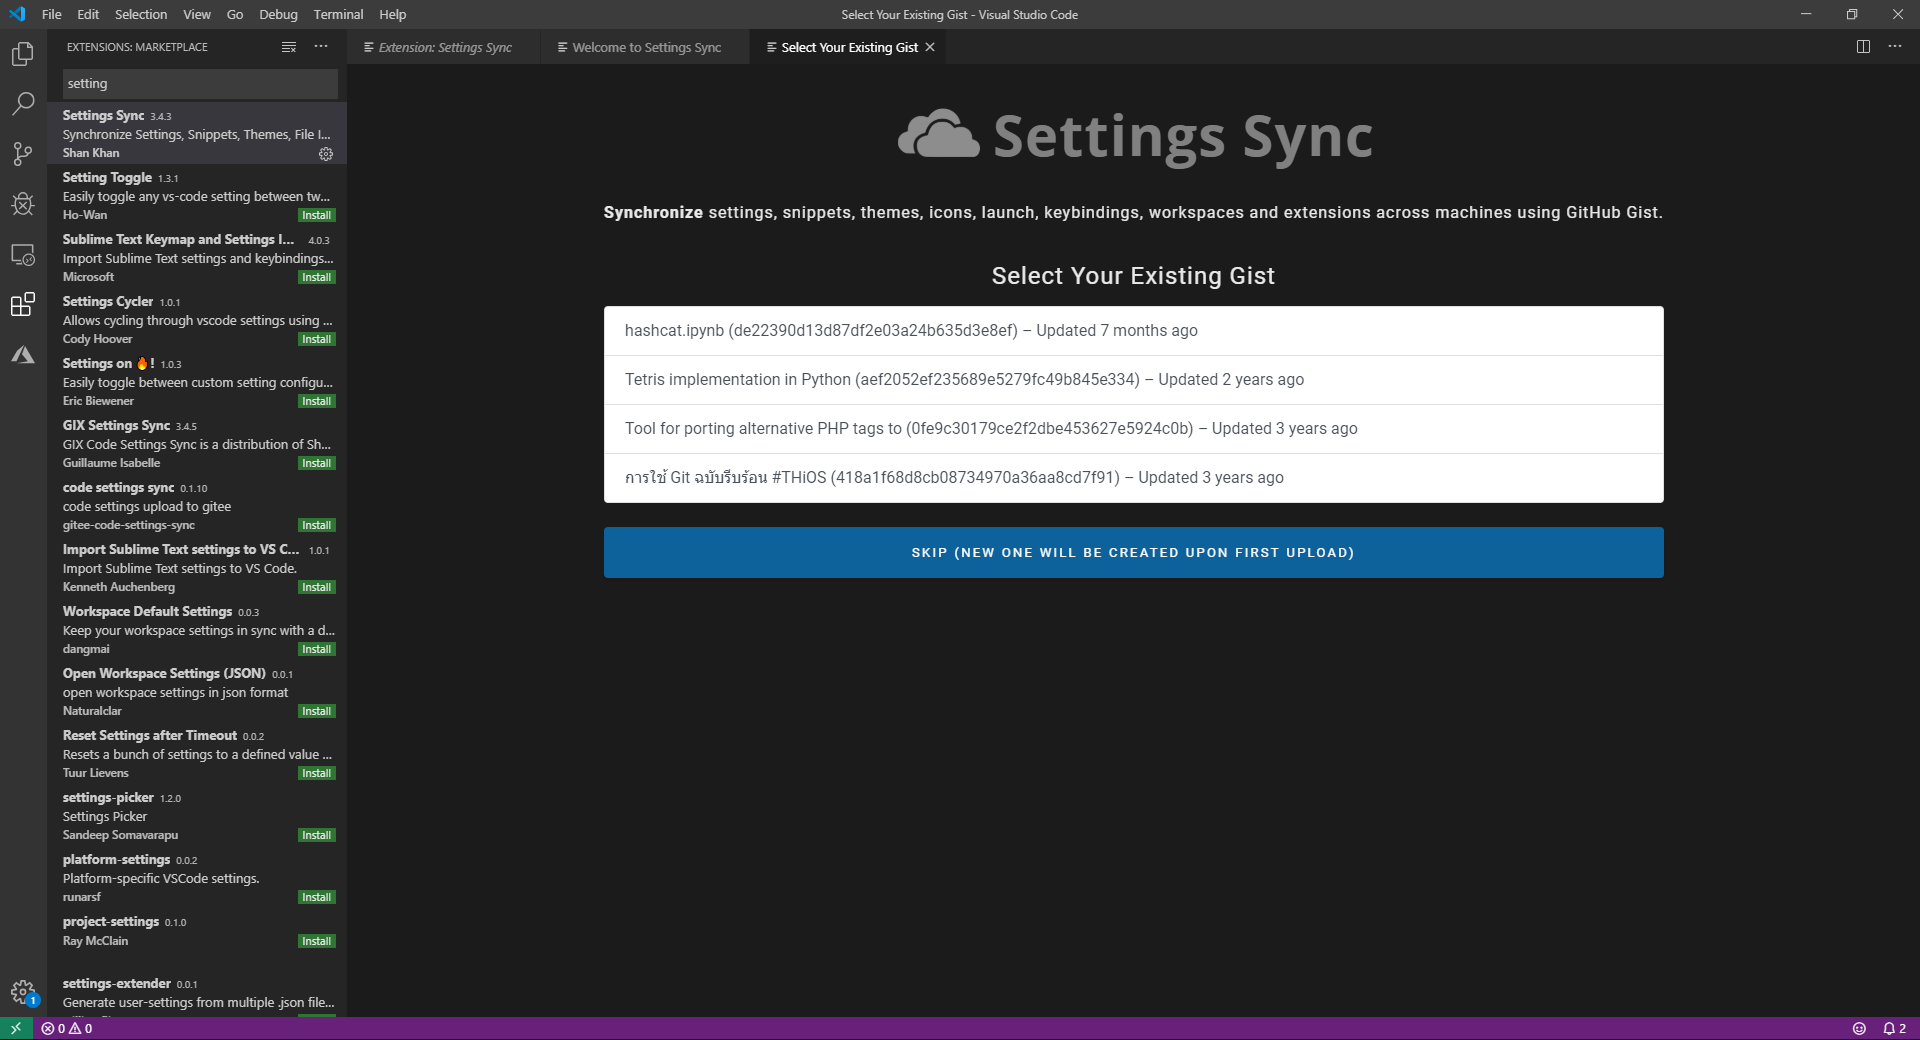 File Edit Selection View Go Debug Terminal Help
Select Your Existing Gist - Visual Studio Code
EXTENSIONS: MARKETPLACE
Extension: Settings Sync
Welcome to Settings Sync
Select Your Existing Gist
setting
Settings Sync 3.4.3
Synchronize Settings, Snippets, Themes, File I...
Shan Khan
Setting Toggle 1.3.1
Easily toggle any vs-code setting between tw...
Ho-Wan Install
Sublime Text Keymap and Settings I... 4.0.3
Import Sublime Text settings and keybindings...
Microsoft Install
Settings Cycler 1.0.1
Allows cycling through vscode settings using ...
Cody Hoover Install
Settings on 🔥! 1.0.3
Easily toggle between custom setting configu...
Eric Biewener Install
GIX Settings Sync 3.4.5
GIX Code Settings Sync is a distribution of Sh...
Guillaume Isabelle Install
code settings sync 0.1.10
code settings upload to gitee
gitee-code-settings-sync Install
Import Sublime Text settings to VS C... 1.0.1
Import Sublime Text settings to VS Code.
Kenneth Auchenberg Install
Workspace Default Settings 0.0.3
Keep your workspace settings in sync with a d...
dangmai Install
Open Workspace Settings (JSON) 0.0.1
open workspace settings in json format
Naturalclar Install
Reset Settings after Timeout 0.0.2
Resets a bunch of settings to a defined value ...
Tuur Lievens Install
settings-picker 1.2.0
Settings Picker
Sandeep Somavarapu Install
platform-settings 0.0.2
Platform-specific VSCode settings.
runarsf Install
project-settings 0.1.0
Ray McClain Install
settings-extender 0.0.1
Generate user-settings from multiple .json file...
Settings Sync
Synchronize settings, snippets, themes, icons, launch, keybindings, workspaces and extensions across machines using GitHub Gist.
Select Your Existing Gist
hashcat.ipynb (de22390d13d87df2e03a24b635d3e8ef) – Updated 7 months ago
Tetris implementation in Python (aef2052ef235689e5279fc49b845e334) – Updated 2 years ago
Tool for porting alternative PHP tags to (0fe9c30179ce2f2dbe453627e5924c0b) – Updated 3 years ago
การใช้ Git ฉบับรีบร้อน #THiOS (418a1f68d8cb08734970a36aa8cd7f91) – Updated 3 years ago
SKIP (NEW ONE WILL BE CREATED UPON FIRST UPLOAD)
1
0 0
2